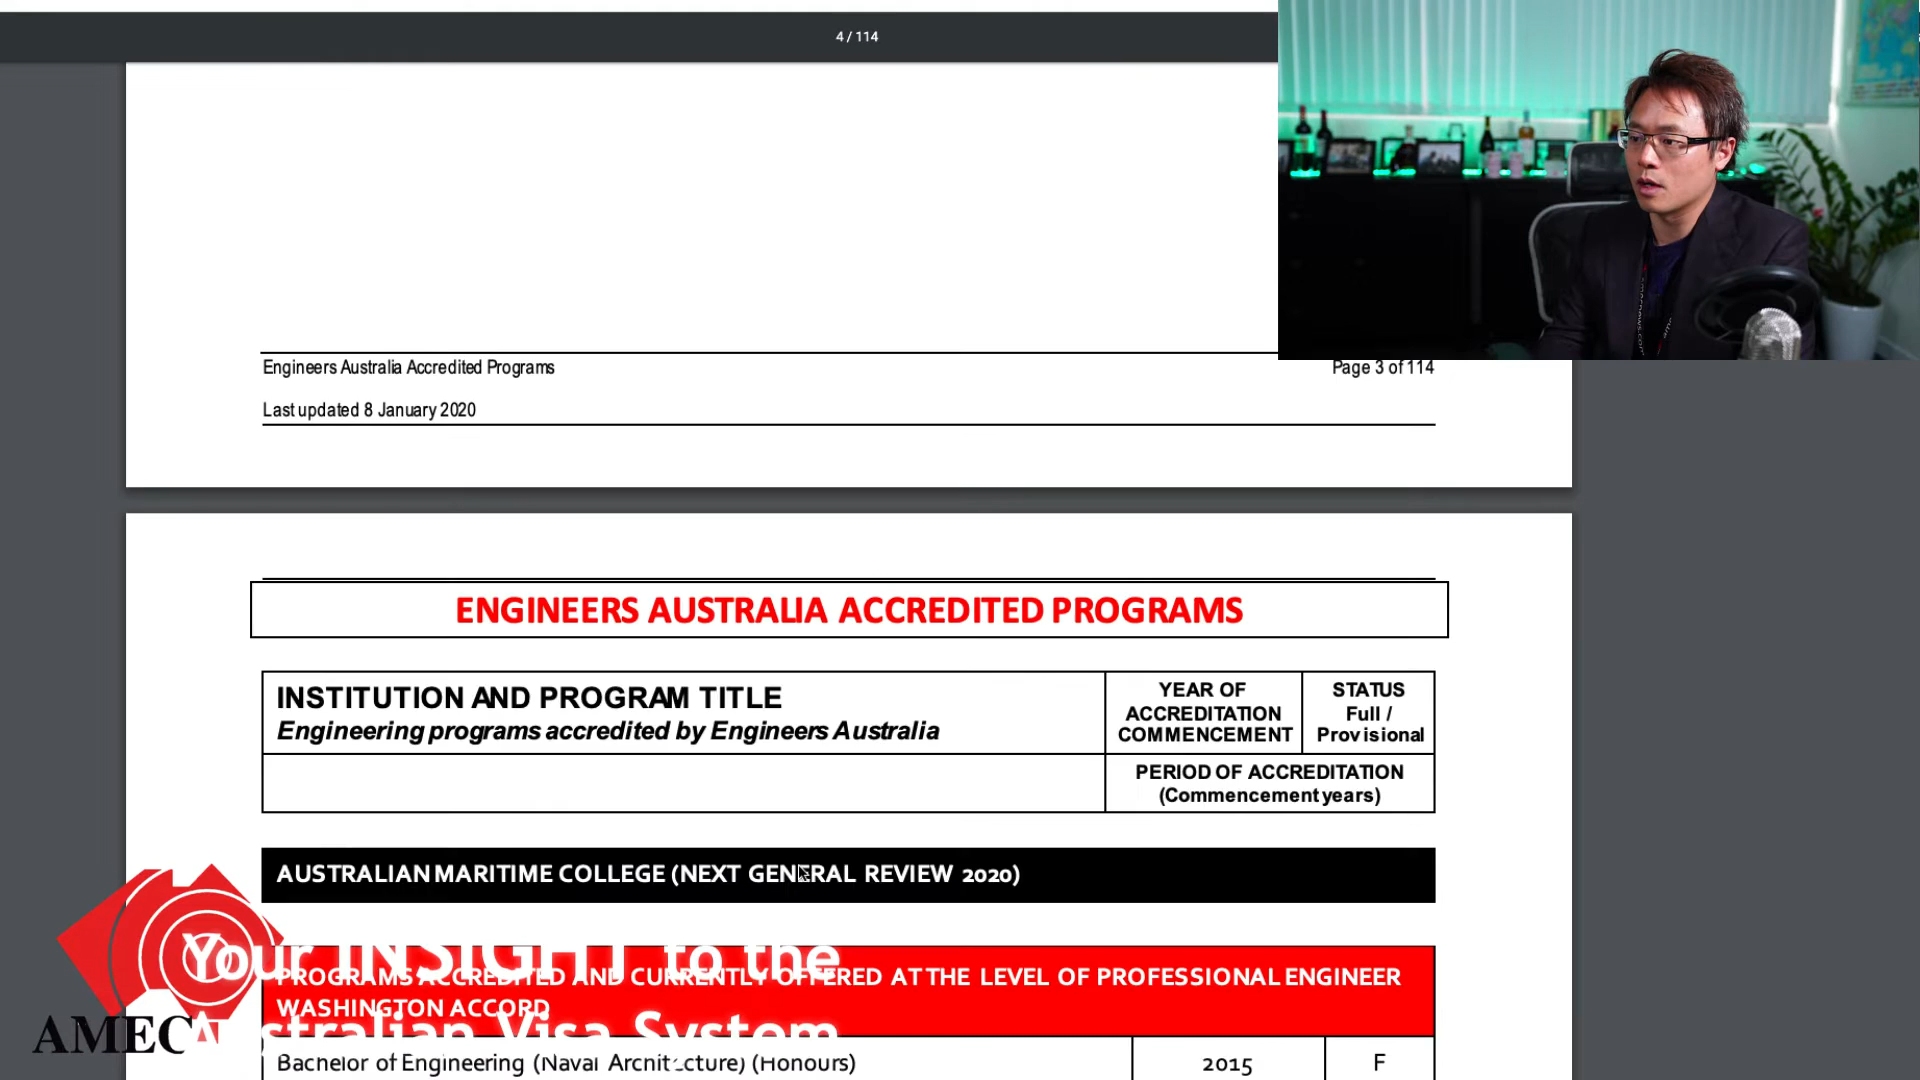 4 / 114
Engineers Australia Accredited Programs
Page 3 of 114
Last updated 8 January 2020
ENGINEERS AUSTRALIA ACCREDITED PROGRAMS
INSTITUTION AND PROGRAM TITLE
Engineering programs accredited by Engineers Australia
YEAR OF
ACCREDITATION
COMMENCEMENT
STATUS
Full /
Provisional
PERIOD OF ACCREDITATION
(Commencement years)
AUSTRALIAN MARITIME COLLEGE (NEXT GENERAL REVIEW 2020)
Your INSIGHT to the
PROGRAMS ACCREDITED AND CURRENTLY OFFERED AT THE LEVEL OF PROFESSIONAL ENGINEER
WASHINGTON ACCORD
AMEC
Australian Visa System
Bachelor of Engineering (Naval Architecture) (Honours) 2015 F